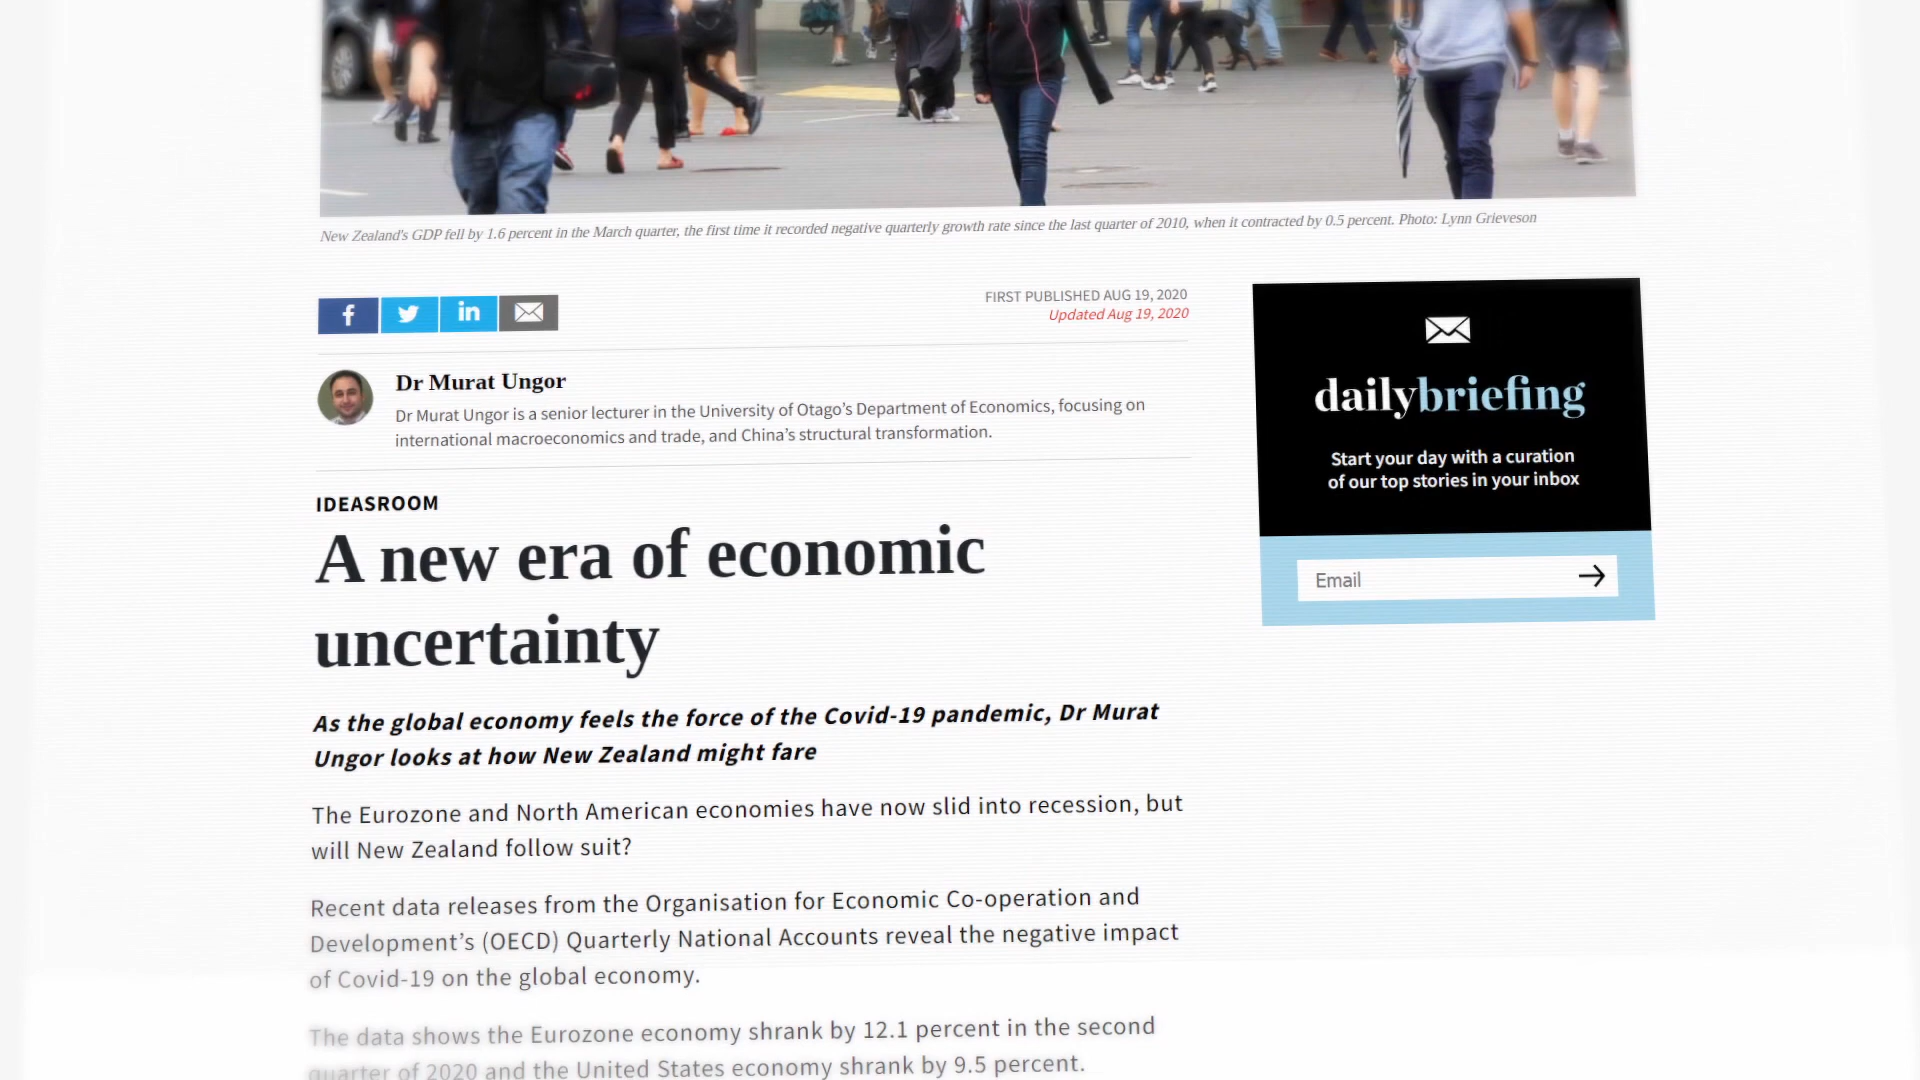 New Zealand's GDP fell by 1.6 percent in the March quarter, the first time it recorded negative quarterly growth rate since the last quarter of 2010, when it contracted by 0.5 percent. Photo: Lynn Grieveson
FIRST PUBLISHED AUG 19, 2020
Updated Aug 19, 2020
Dr Murat Ungor
Dr Murat Ungor is a senior lecturer in the University of Otago’s Department of Economics, focusing on
international macroeconomics and trade, and China’s structural transformation.
IDEASROOM
A new era of economic
uncertainty
As the global economy feels the force of the Covid-19 pandemic, Dr Murat
Ungor looks at how New Zealand might fare
The Eurozone and North American economies have now slid into recession, but
will New Zealand follow suit?
Recent data releases from the Organisation for Economic Co-operation and
Development’s (OECD) Quarterly National Accounts reveal the negative impact
of Covid-19 on the global economy.
The data shows the Eurozone economy shrank by 12.1 percent in the second
quarter of 2020 and the United States economy shrank by 9.5 percent.
dailybriefing
Start your day with a curation
of our top stories in your inbox
Email